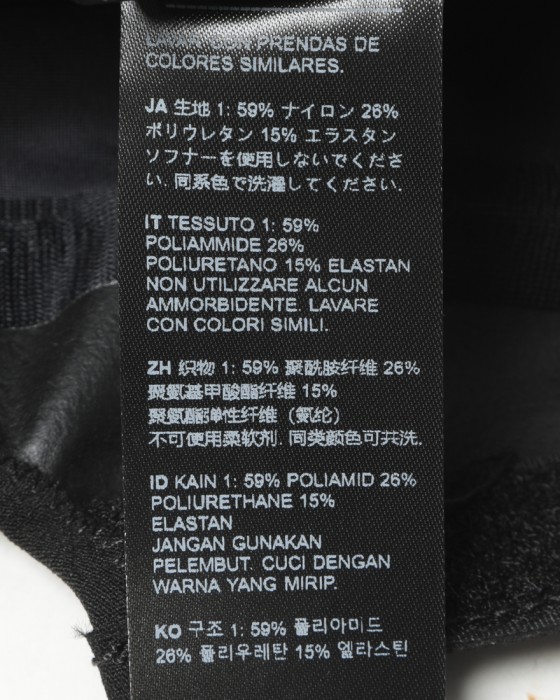 LAVAR CON PRENDAS DE
COLORES SIMILARES.
JA 生地 1: 59% ナイロン 26%
ポリウレタン 15% エラスタン
ソフナーを使用しないでくださ
い. 同系色で洗濯してください.
IT TESSUTO 1: 59%
POLIAMMIDE 26%
POLIURETANO 15% ELASTAN
NON UTILIZZARE ALCUN
AMMORBIDENTE. LAVARE
CON COLORI SIMILI.
ZH 织物 1: 59% 聚酰胺纤维 26%
聚氨基甲酸酯纤维 15%
聚氨酯弹性纤维（氨纶）
不可使用柔软剂. 同类颜色可共洗.
ID KAIN 1: 59% POLIAMID 26%
POLIURETHANE 15%
ELASTAN
JANGAN GUNAKAN
PELEMBUT. CUCI DENGAN
WARNA YANG MIRIP.
KO 구조 1: 59% 폴리아미드
26% 폴리우레탄 15% 엘라스틴